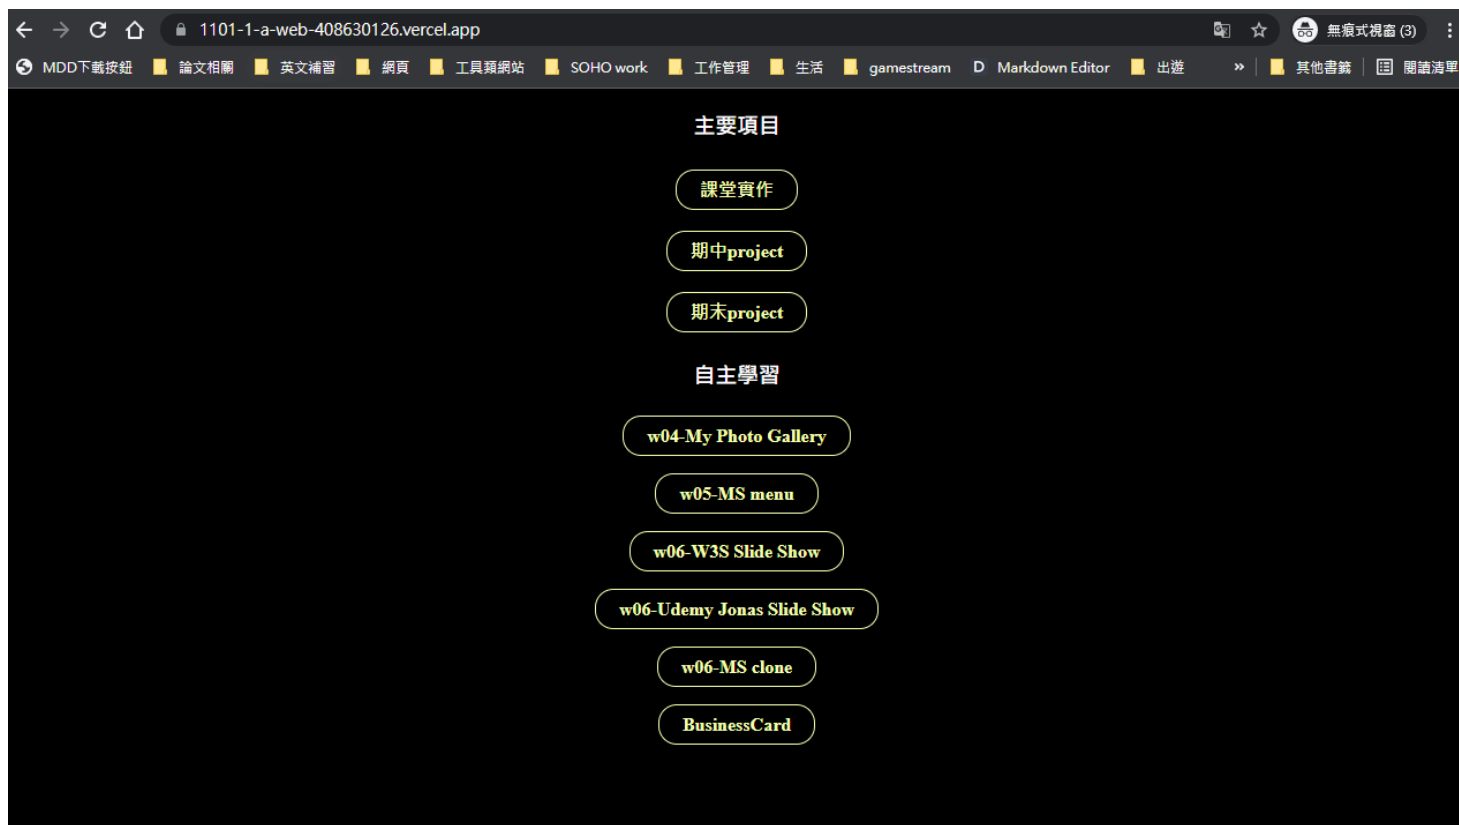 1101-1-a-web-408630126.vercel.app
無痕式視窗 (3)
MDD下載按鈕 論文相關 英文補習 網頁 工具類網站 SOHO work 工作管理 生活 gamestream D Markdown Editor 出遊 » 其他書籤 閱讀清單
主要項目
課堂實作
期中project
期末project
自主學習
w04-My Photo Gallery
w05-MS menu
w06-W3S Slide Show
w06-Udemy Jonas Slide Show
w06-MS clone
BusinessCard